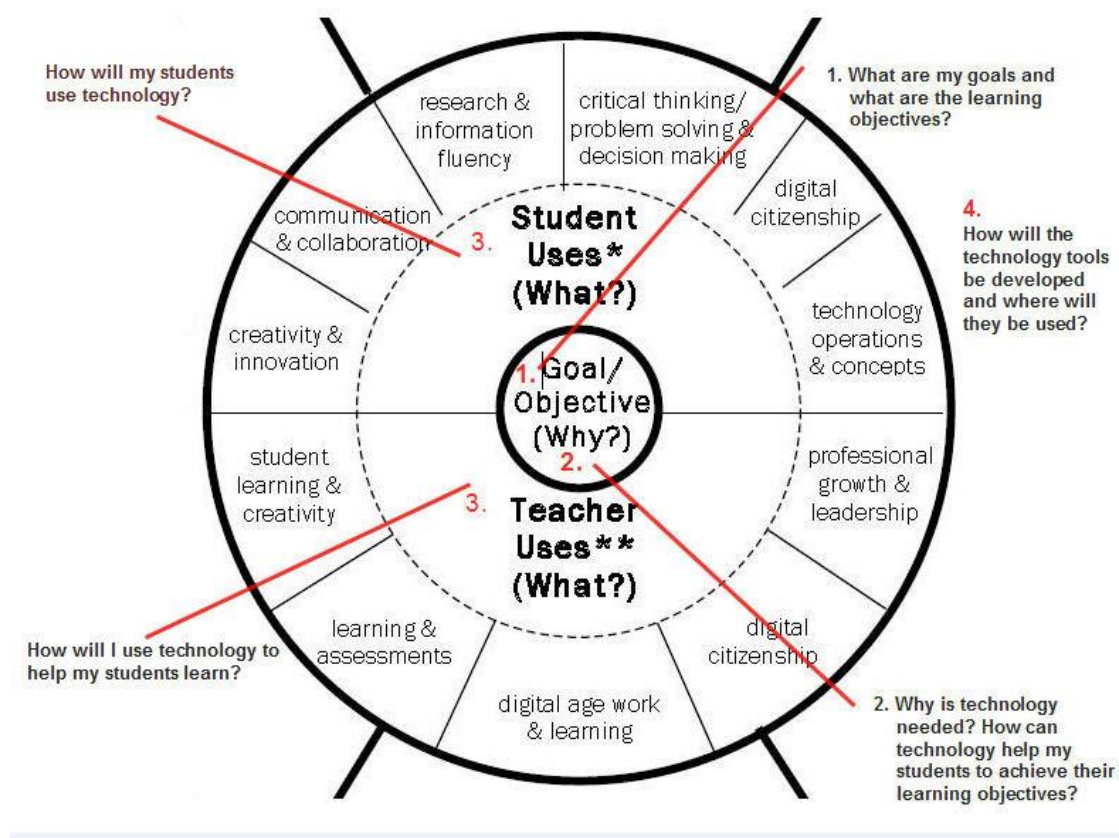 How will my students
use technology?
research &
information
fluency
critical thinking/
problem solving &
decision making
1. What are my goals and
what are the learning
objectives?
communication
& collaboration
digital
citizenship
3.
Student
Uses*
(What?)
4.
How will the
technology tools
be developed
and where will
they be used?
creativity &
innovation
technology
operations
& concepts
1. Goal/
Objective
(Why?)
2.
student
learning &
creativity
professional
growth &
leadership
3.
Teacher
Uses**
(What?)
How will I use technology to
help my students learn?
learning &
assessments
digital
citizenship
digital age work
& learning
2. Why is technology
needed? How can
technology help my
students to achieve their
learning objectives?